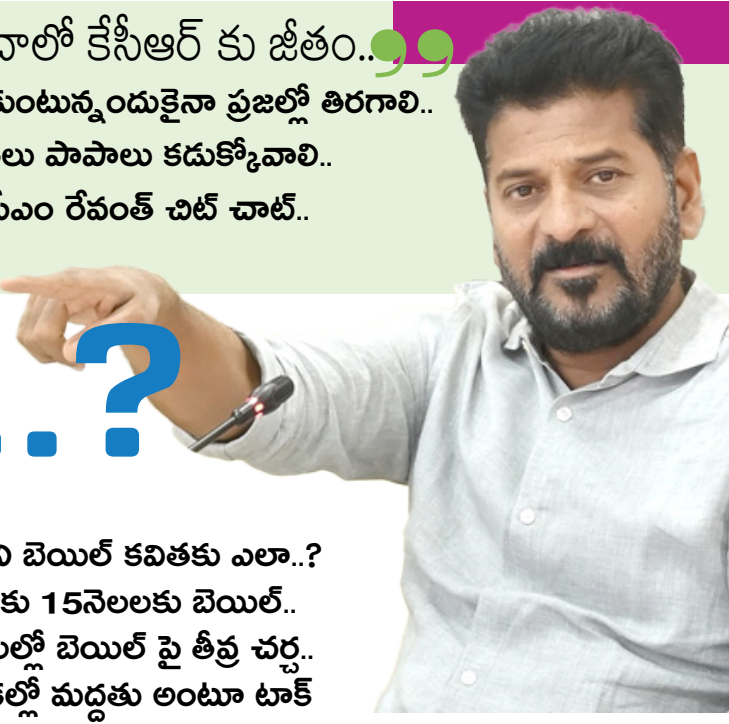 కేసీఆర్ కు జీతం..
ప్రజల్లో తిరగాలి..
పాపాలు కడుక్కోవాలి..
రేవంత్ చిట్ చాట్..
..?
బెయిల్ కవితకు ఎలా..?
కు 15నెలలకు బెయిల్..
బెయిల్ పై తీవ్ర చర్చ..
మద్దతు అంటూ టాక్